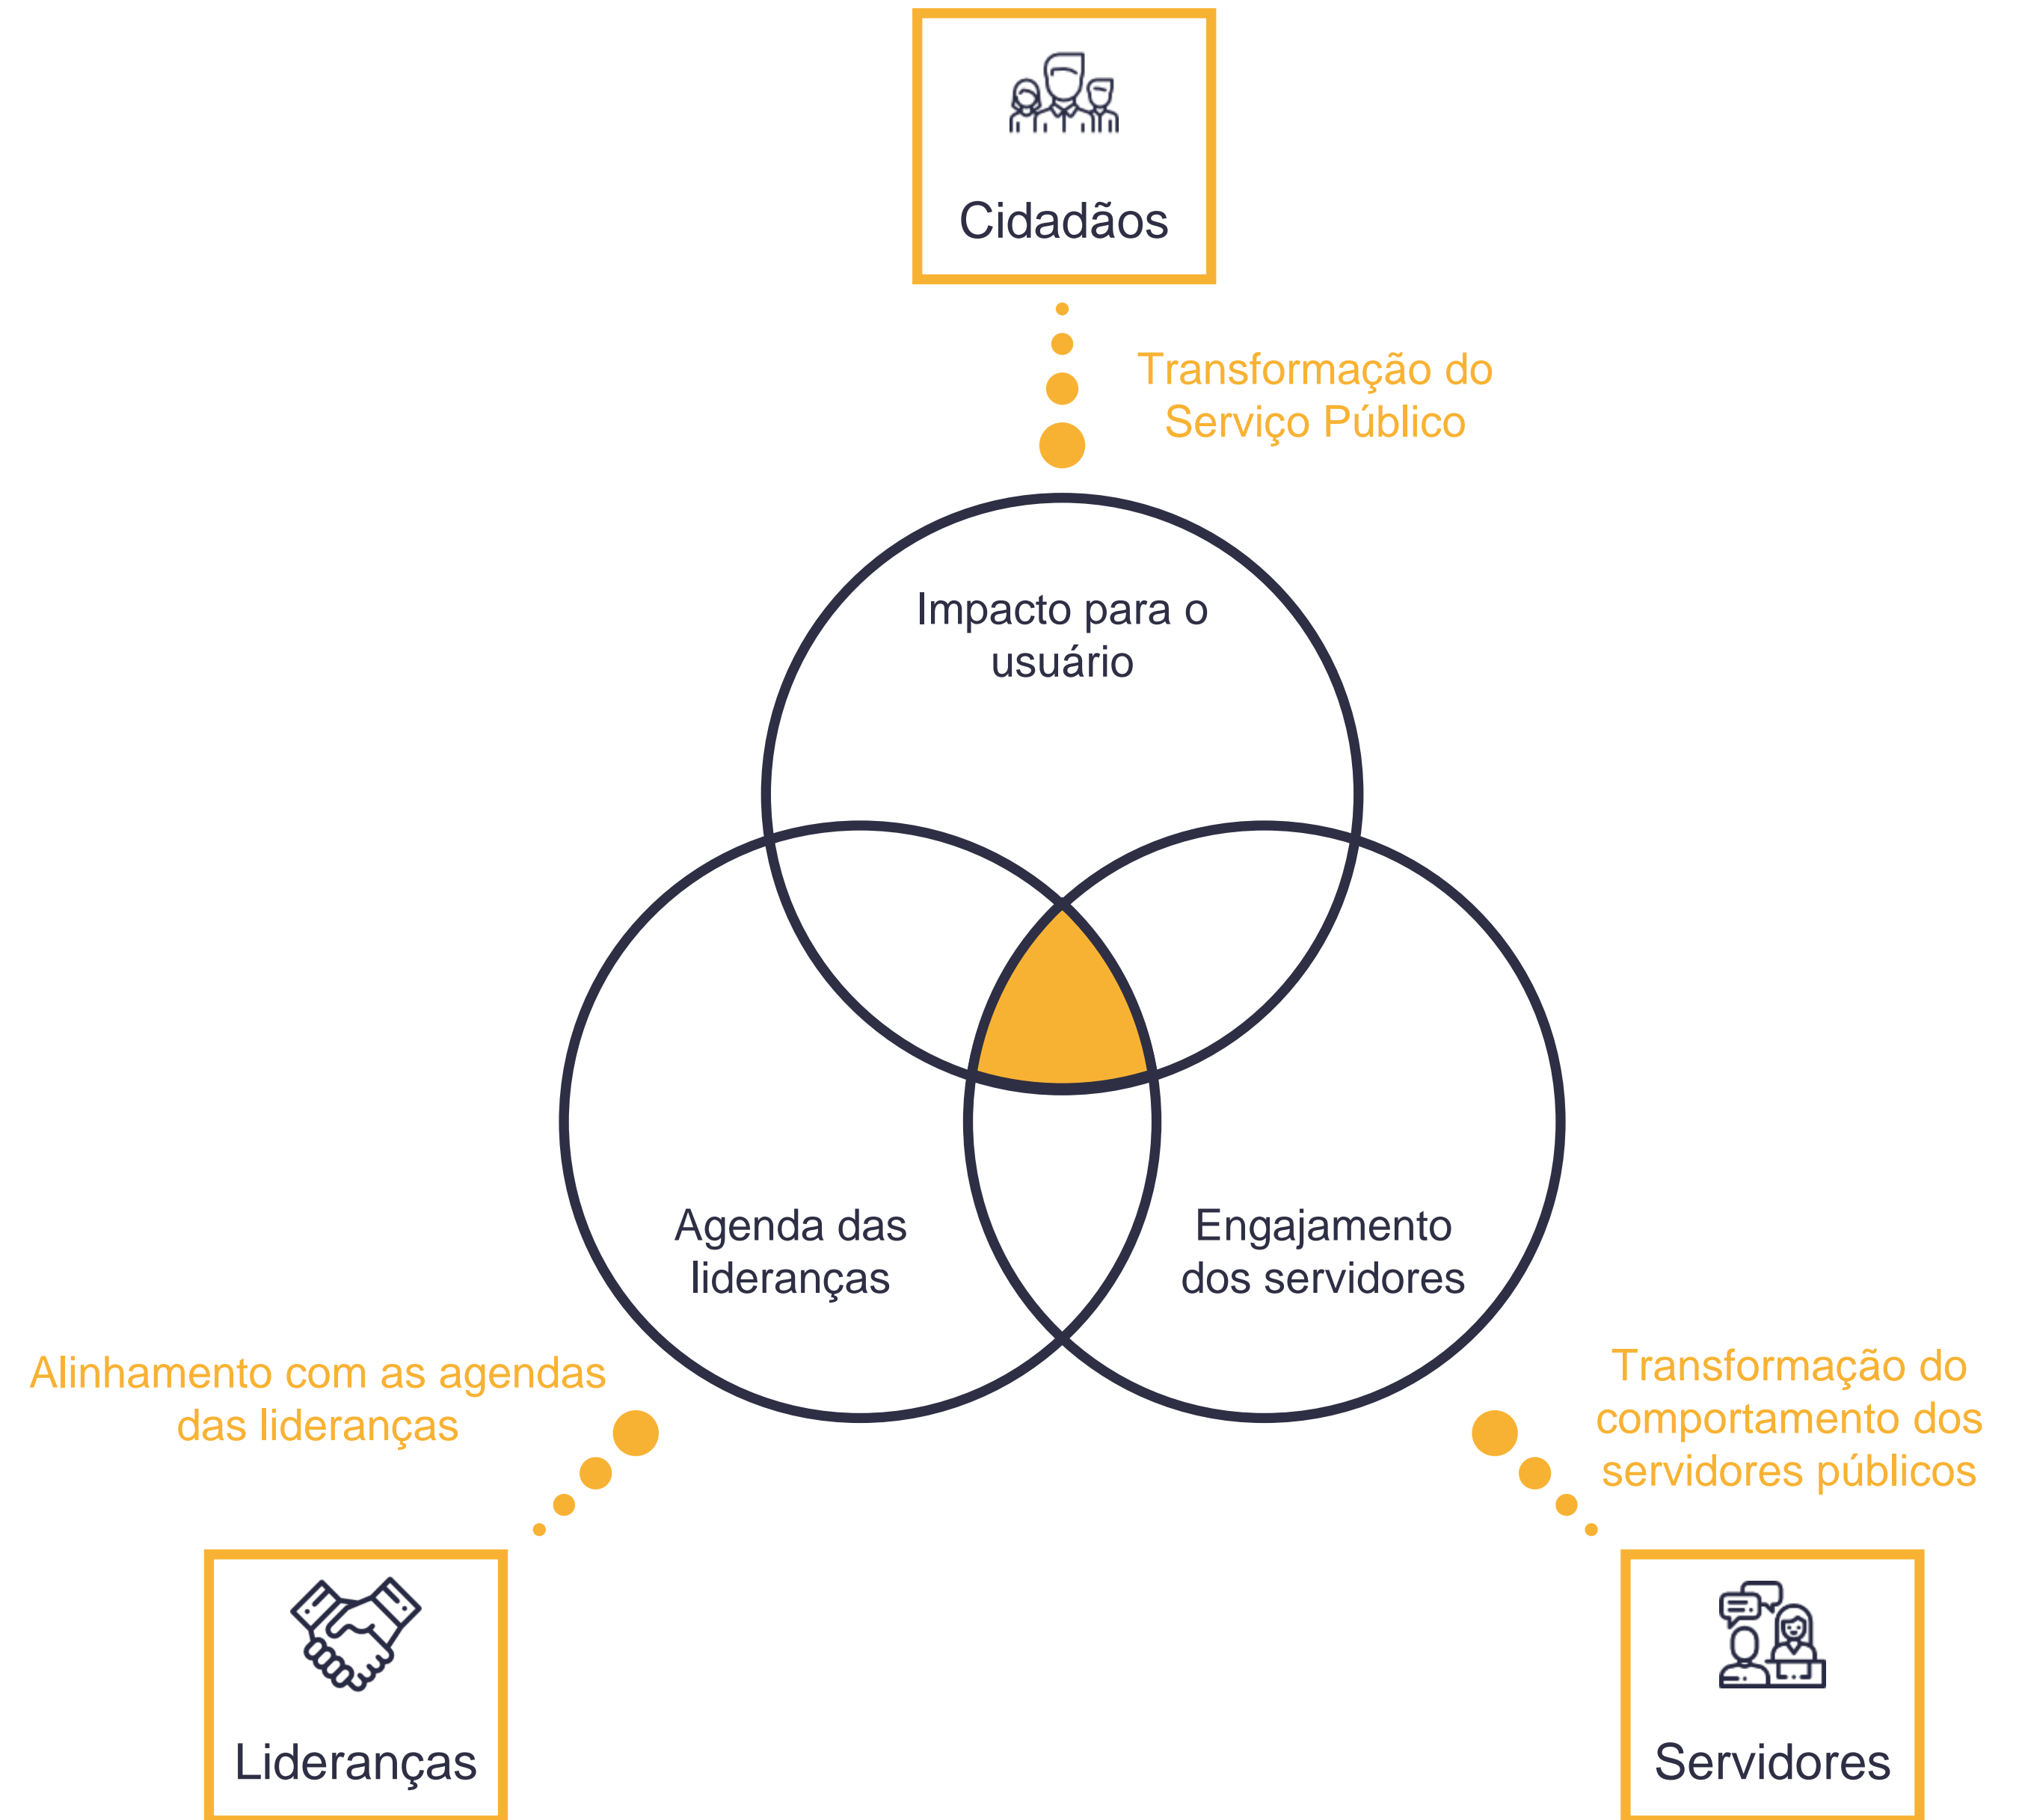 Cidadãos
Transformação do
Serviço Público
Impacto para o
usuário
Agenda das
lideranças
Engajamento
dos servidores
Alinhamento com as agendas
das lideranças
Transformação do
comportamento dos
servidores públicos
Lideranças
Servidores